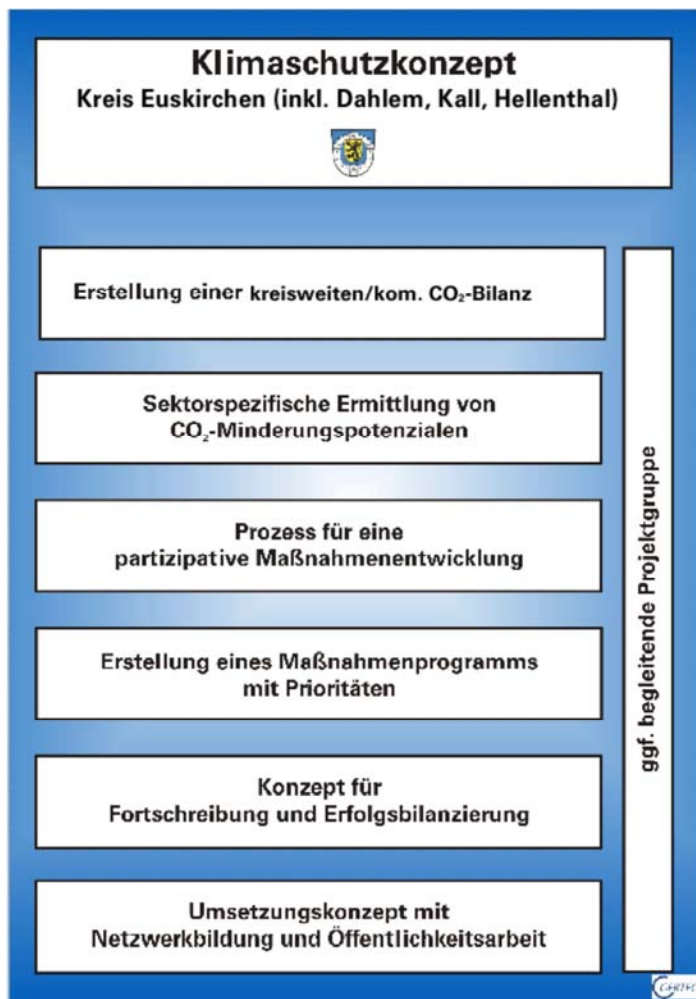 Klimaschutzkonzept
Kreis Euskirchen (inkl. Dahlem, Kall, Hellenthal)
Erstellung einer kreisweiten/kom. CO₂-Bilanz
Sektorspezifische Ermittlung von
CO₂-Minderungspotenzialen
Prozess für eine
partizipative Maßnahmenentwicklung
Erstellung eines Maßnahmenprogramms
mit Prioritäten
Konzept für
Fortschreibung und Erfolgsbilanzierung
Umsetzungskonzept mit
Netzwerkbildung und Öffentlichkeitsarbeit
ggf. begleitende Projektgruppe
GERTEC